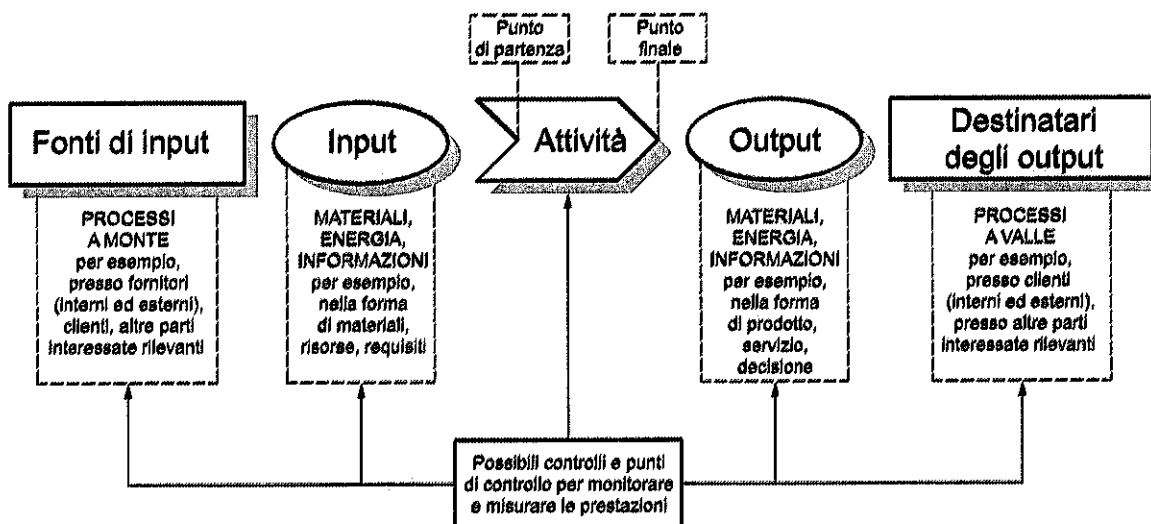 Punto
di partenza
Punto
finale
Fonti di input
Input
Attività
Output
Destinatari
degli output
PROCESSI
A MONTE
per esempio,
presso fornitori
(interni ed esterni),
clienti, altre parti
interessate rilevanti
MATERIALI,
ENERGIA,
INFORMAZIONI
per esempio,
nella forma
di materiali,
risorse, requisiti
MATERIALI,
ENERGIA,
INFORMAZIONI
per esempio,
nella forma
di prodotto,
servizio,
decisione
PROCESSI
A VALLE
per esempio,
presso clienti
(interni ed esterni),
presso altre parti
interessate rilevanti
Possibili controlli e punti
di controllo per monitorare
e misurare le prestazioni